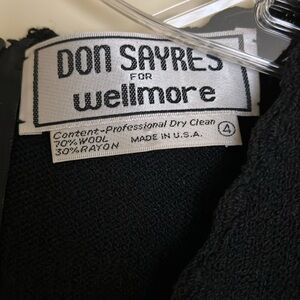 DON SAYRES
FOR
wellmore
Content-Professional Dry Clean
70% WOOL MADE IN U.S.A. 4
30% RAYON